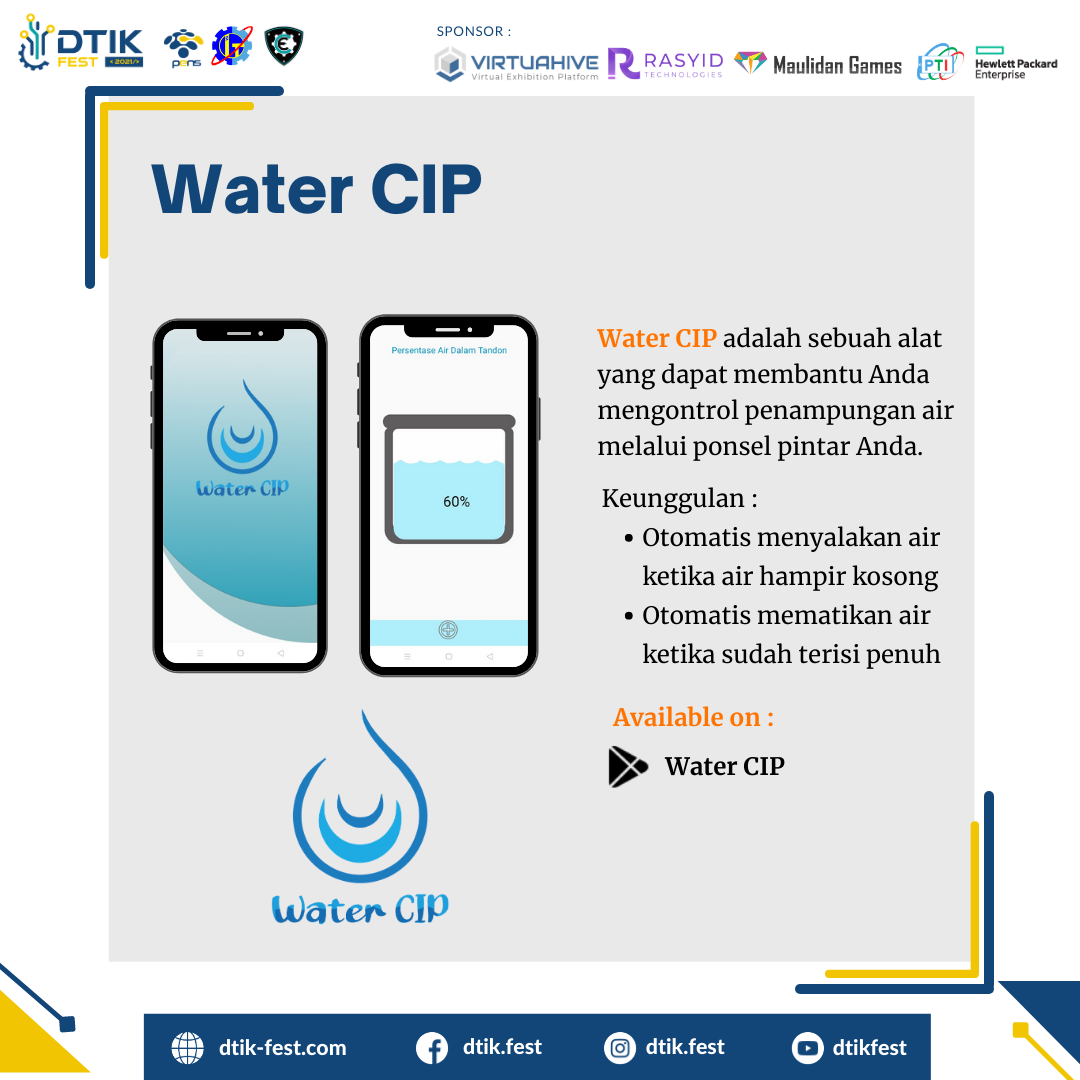 DTIK
FEST <2021/>
pens
IT
E
SPONSOR :
VIRTUAHIVE
Virtual Exhibition Platform
RASYID
TECHNOLOGIES
Maulidan Games
PTI
Hewlett Packard
Enterprise
Water CIP
Water CIP
Persentase Air Dalam Tandon
60%
Water CIP adalah sebuah alat
yang dapat membantu Anda
mengontrol penampungan air
melalui ponsel pintar Anda.
Keunggulan :
• Otomatis menyalakan air
ketika air hampir kosong
• Otomatis mematikan air
ketika sudah terisi penuh
Available on :
Water CIP
Water CIP
dtik-fest.com
dtik.fest
dtik.fest
dtikfest